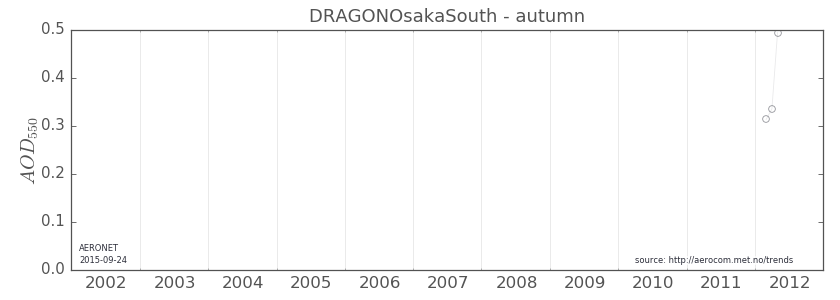 DRAGONOsakaSouth - autumn
0.5
0.4
0.3
0.2
0.1
0.0
AOD550
AERONET
2015-09-24
source: http://aerocom.met.no/trends
2002 2003 2004 2005 2006 2007 2008 2009 2010 2011 2012